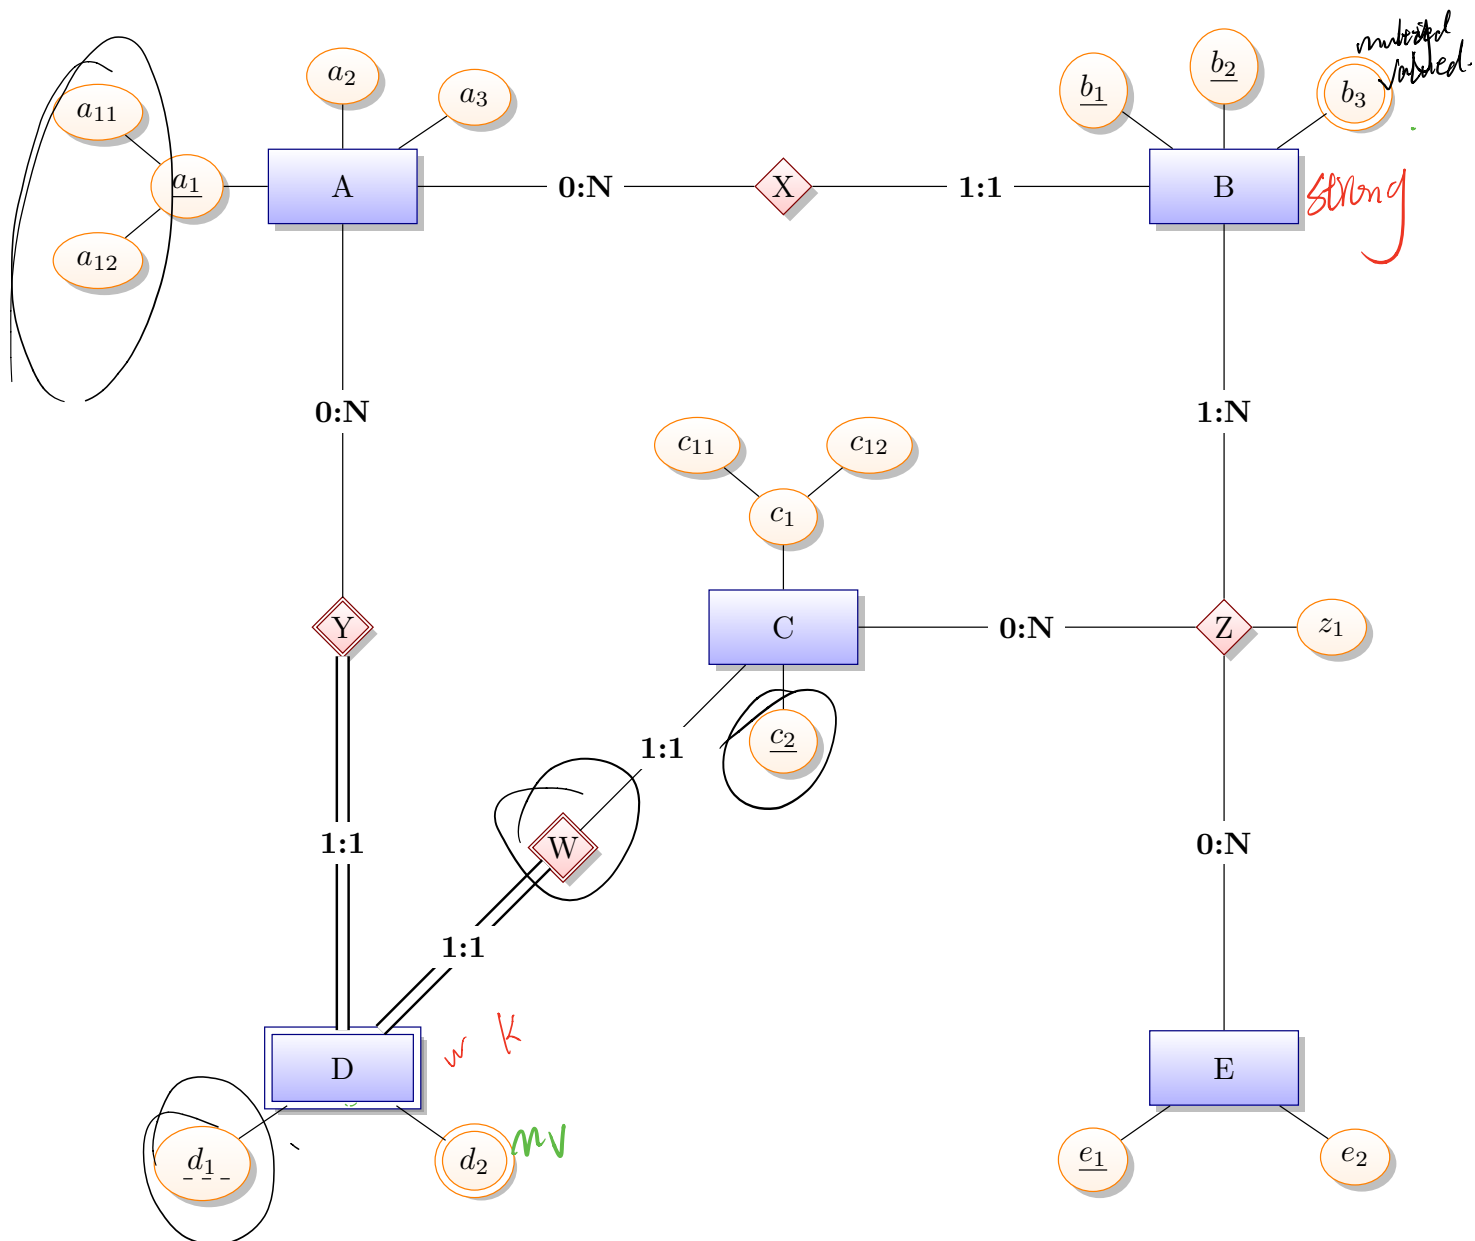 a₂
a₃
a₁₁
a₁
a₁₂
A
0:N
X
1:1
b₁
b₂
b₃
valued
B
strong
0:N
1:N
c₁₁
c₁₂
c₁
C
0:N
Z
z₁
Y
c₂
1:1
W
1:1
1:1
0:N
D
w K
d₁
d₂
mv
E
e₁
e₂